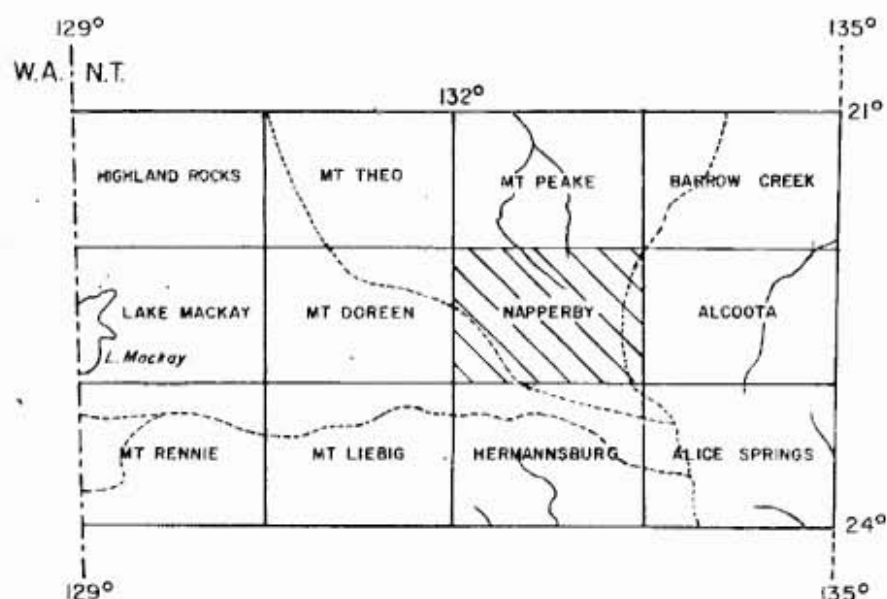 129° 135°
W.A. N.T.
132°
21°
HIGHLAND ROCKS MT THEO MT PEAKE BARROW CREEK
LAKE MACKAY MT DOREEN NAPPERBY ALCOOTA
L. Mackay
MT RENNIE MT LIEBIG HERMANNSBURG ALICE SPRINGS
24°
129° 135°